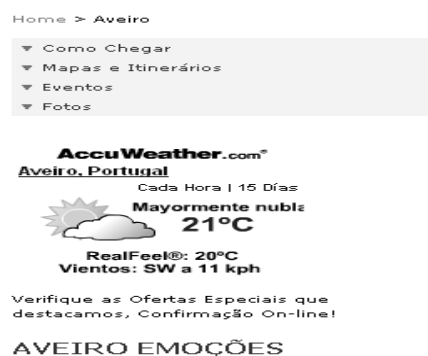 Home > Aveiro
Como Chegar
Mapas e Itinerários
Eventos
Fotos
AccuWeather.com®
Aveiro, Portugal
Cada Hora | 15 Días
Mayormente nubla
21°C
RealFeel®: 20°C
Vientos: SW a 11 kph
Verifique as Ofertas Especiais que
destacamos, Confirmação On-line!
AVEIRO EMOÇÕES